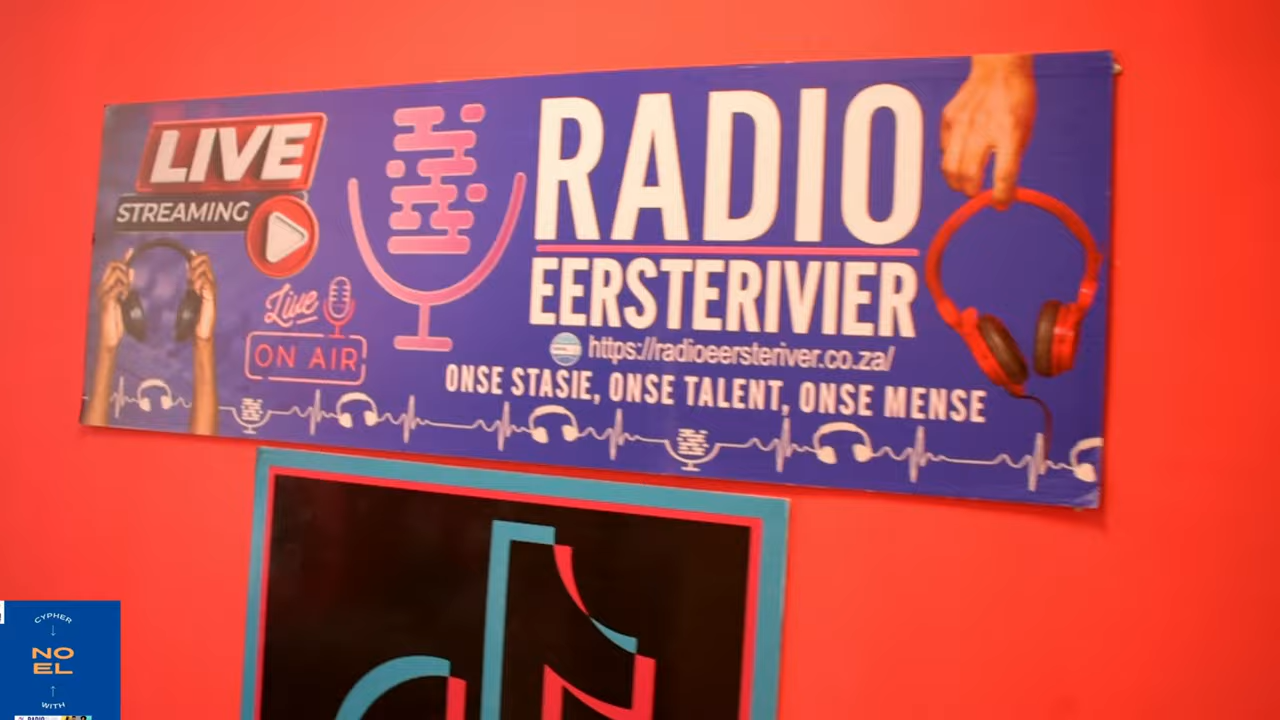 LIVE
STREAMING
Live
ON AIR
RADIO
EERSTERIVIER
https://radioeersteriver.co.za/
ONSE STASIE, ONSE TALENT, ONSE MENSE
CYPHER
NO
EL
WITH
RADIO